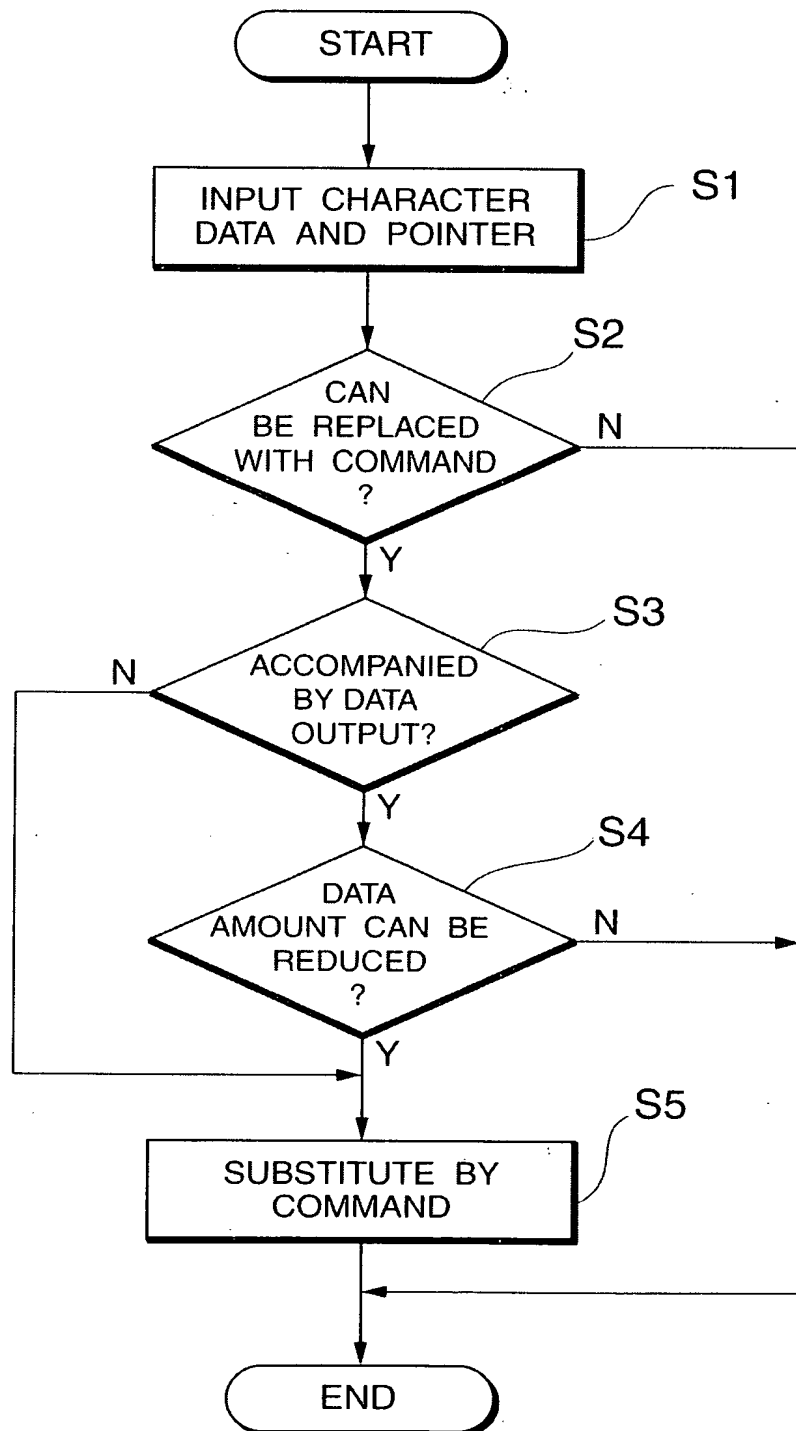 START
INPUT CHARACTER
DATA AND POINTER
S1
S2
CAN
BE REPLACED
WITH COMMAND
?
N
Y
S3
N
ACCOMPANIED
BY DATA
OUTPUT?
Y
S4
DATA
AMOUNT CAN BE
REDUCED
?
N
Y
S5
SUBSTITUTE BY
COMMAND
END